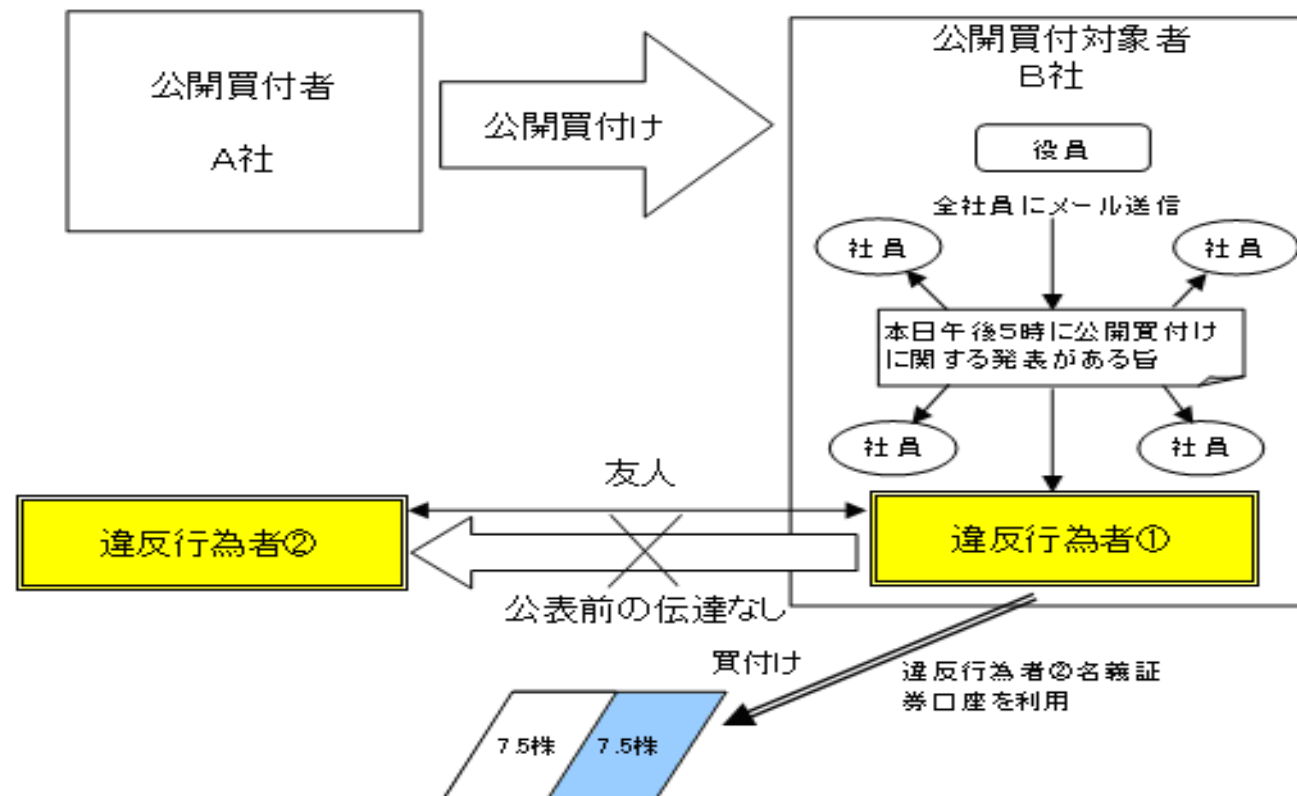 公開買付者
A社
公開買付け
公開買付対象者
B社
役員
全社員にメール送信
社員
社員
本日午後5時に公開買付け
に関する発表がある旨
社員
社員
友人
違反行為者②
違反行為者①
公表前の伝達なし
買付け
違反行為者②名義証
券口座を利用
7.5株
7.5株